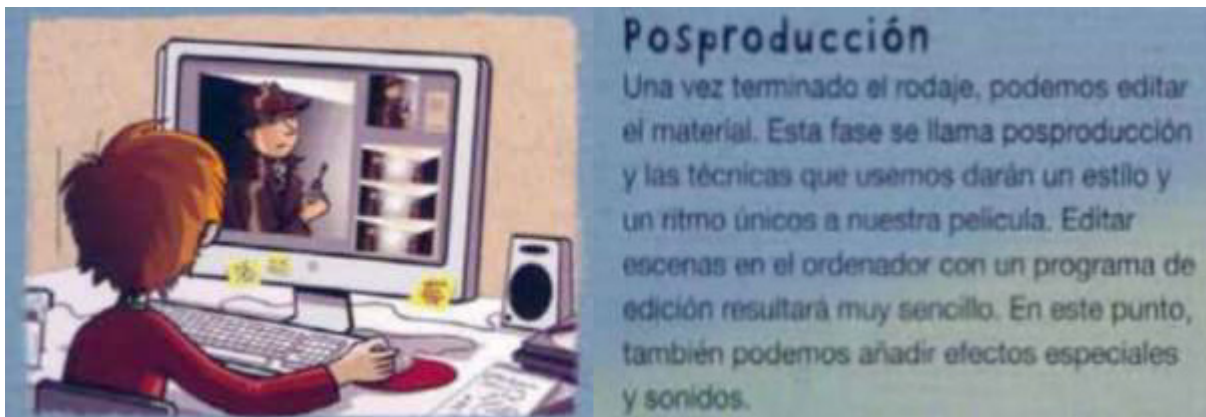 Posproducción
Una vez terminado el rodaje, podemos editar
el material. Esta fase se llama posproducción
y las técnicas que usemos darán un estilo y
un ritmo únicos a nuestra película. Editar
escenas en el ordenador con un programa de
edición resultará muy sencillo. En este punto,
también podemos añadir efectos especiales
y sonidos.